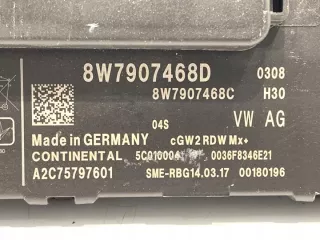 8W7907468D 0308
8W7907468C H30
04S VW AG
Made in GERMANY cGW2 RDW Mx+
CONTINENTAL 5C010004 0036F8346E21
A2C75797601 SME-RBG14.03.17 00180196